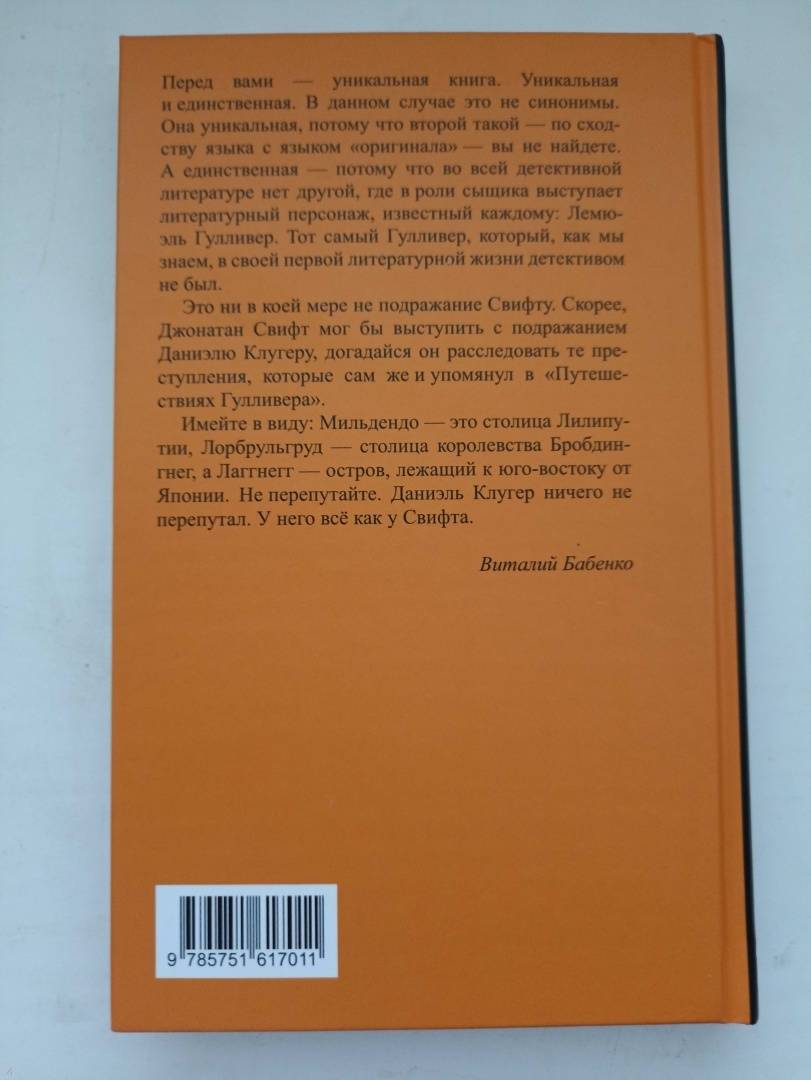 Перед вами — уникальная книга. Уникальная
и единственная. В данном случае это не синонимы.
Она уникальная, потому что второй такой — по сход-
ству языка с языком «оригинала» — вы не найдете.
А единственная — потому что во всей детективной
литературе нет другой, где в роли сыщика выступает
литературный персонаж, известный каждому: Лемю-
эль Гулливер. Тот самый Гулливер, который, как мы
знаем, в своей первой литературной жизни детективом
не был.
Это ни в коей мере не подражание Свифту. Скорее,
Джонатан Свифт мог бы выступить с подражанием
Даниэлю Клугеру, догадайся он расследовать те пре-
ступления, которые сам же и упомянул в «Путеше-
ствиях Гулливера».
Имейте в виду: Мильдендо — это столица Лилипу-
тии, Лорбрульгруд — столица королевства Бробдин-
гнег, а Лаггнегг — остров, лежащий к юго-востоку от
Японии. Не перепутайте. Даниэль Клугер ничего не
перепутал. У него всё как у Свифта.
Виталий Бабенко
9 785751 617011